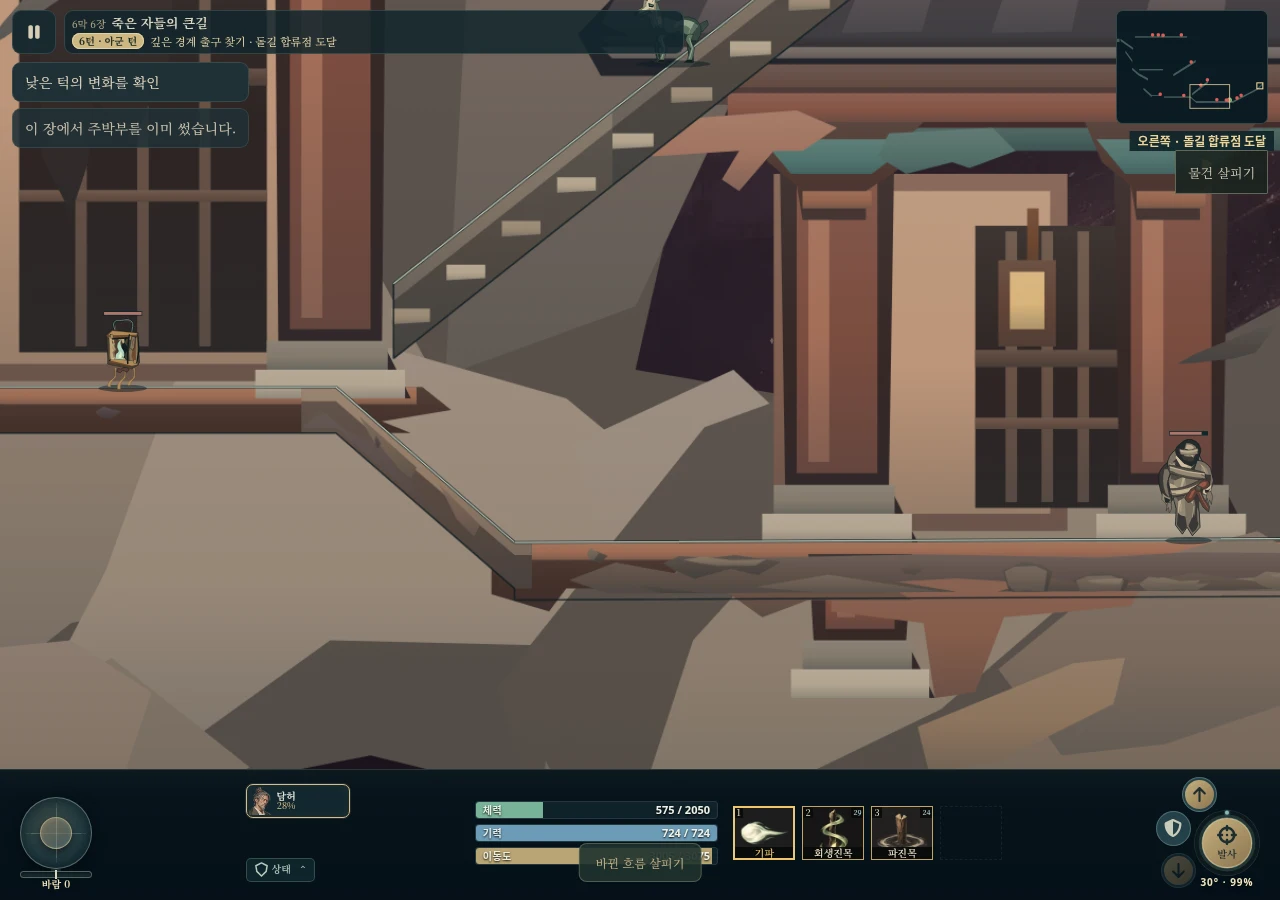 6막 6장 죽은 자들의 큰길
6턴 · 아군 턴 깊은 경계 출구 찾기 · 돌길 합류점 도달
낮은 턱의 변화를 확인
이 장에서 주박부를 이미 썼습니다.
오른쪽 · 돌길 합류점 도달
물건 살피기
담허
28%
상태
바람 0
체력 575 / 2050
기력 724 / 724
이동도
바뀐 흐름 살피기
1 기파
2 29 회생진목
3 24 파진목
발사
30° · 99%